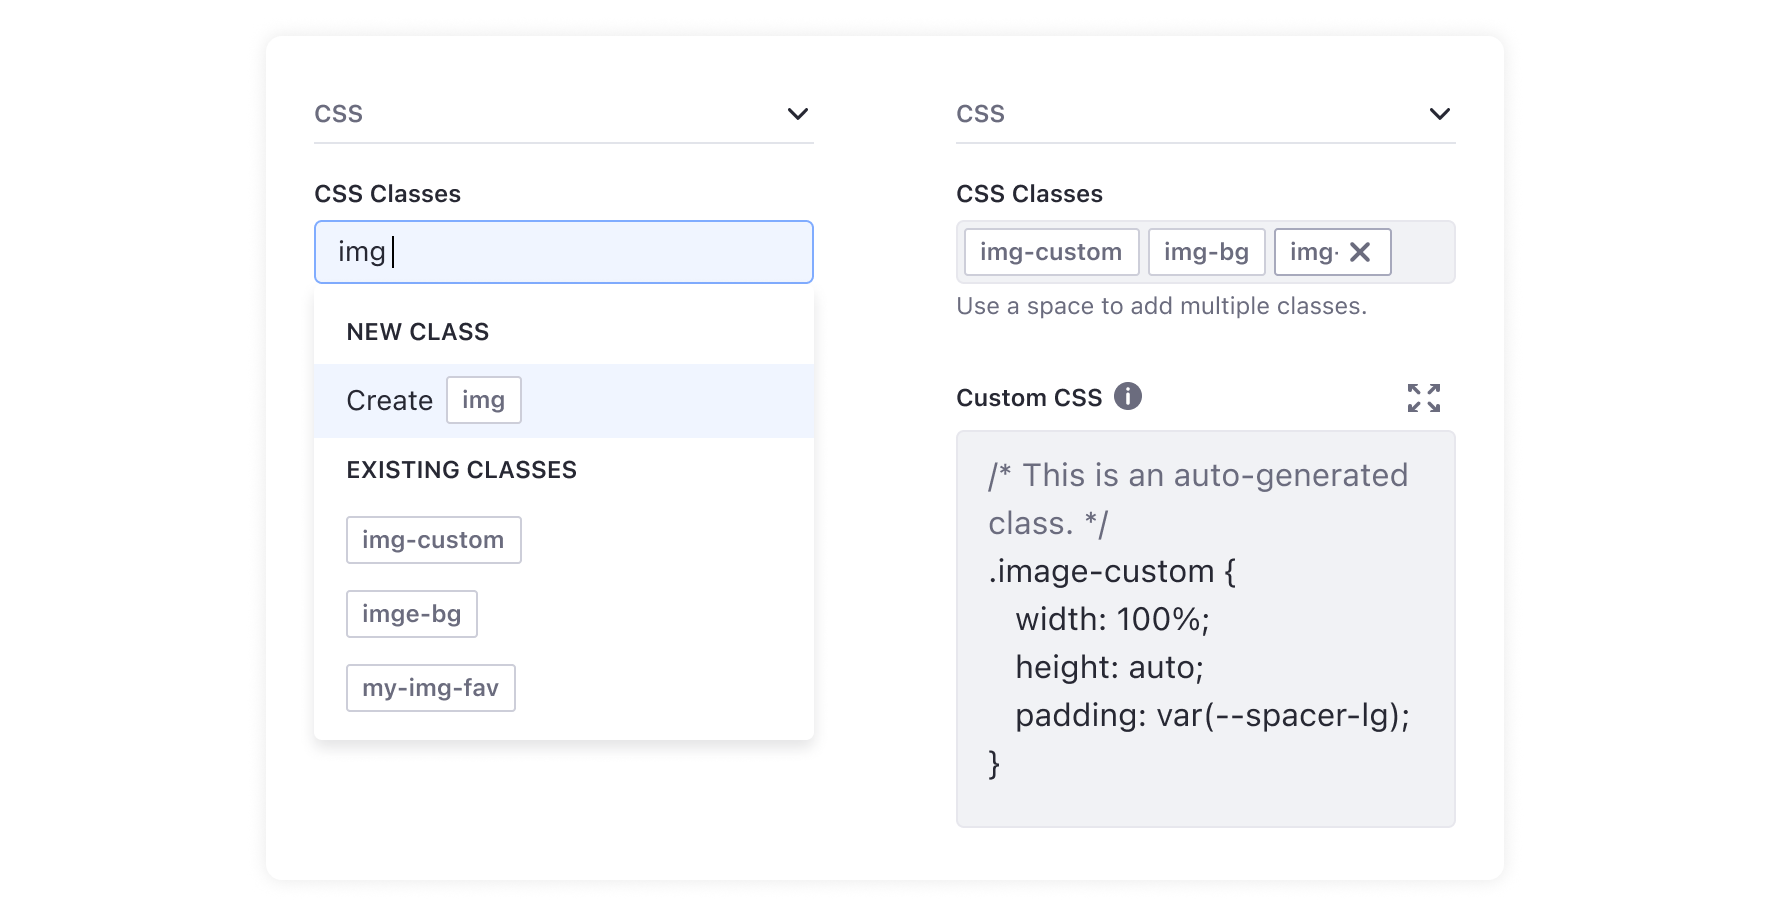 CSS
CSS Classes
img
NEW CLASS
Create img
EXISTING CLASSES
img-custom
imge-bg
my-img-fav
CSS
CSS Classes
img-custom img-bg img-
Use a space to add multiple classes.
Custom CSS
/* This is an auto-generated
class. */
.image-custom {
width: 100%;
height: auto;
padding: var(--spacer-lg);
}